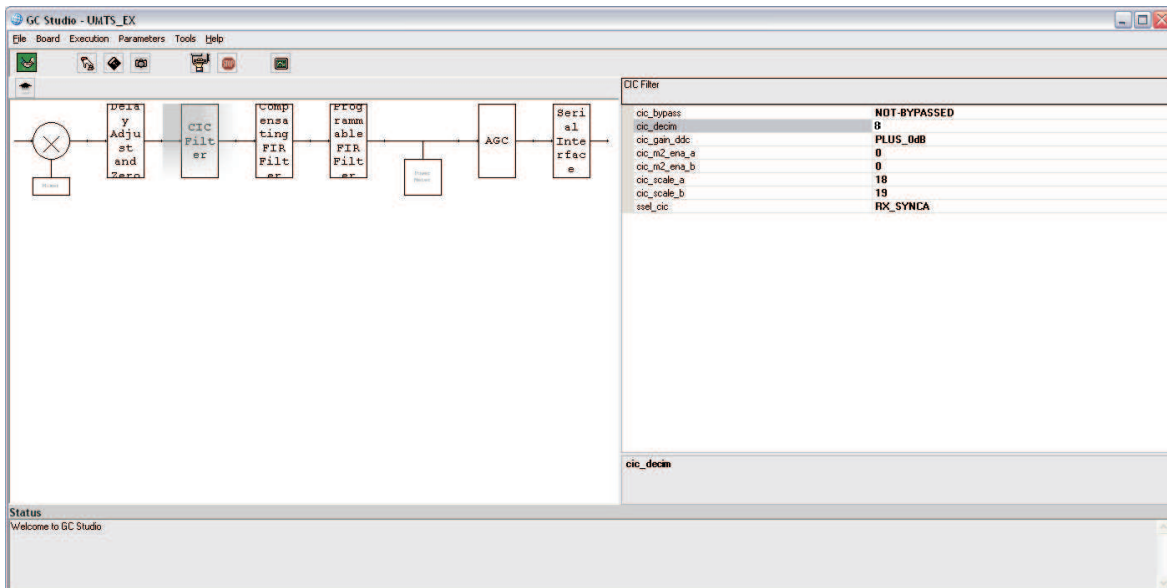 GC Studio - UMTS_EX
File Board Execution Parameters Tools Help
Dela
y
Adju
st
and
Zero
CIC
Filt
er
Comp
ensa
ting
FIR
Filt
er
Prog
ramm
able
FIR
Filt
er
AGC
Seri
al
Inte
rfac
e
Mixer
Power
Meter
CIC Filter
cic_bypass NOT-BYPASSED
cic_decim 8
cic_gain_ddc PLUS_0dB
cic_m2_ena_a 0
cic_m2_ena_b 0
cic_scale_a 18
cic_scale_b 19
ssel_cic RX_SYNCA
cic_decim
Status
Welcome to GC Studio